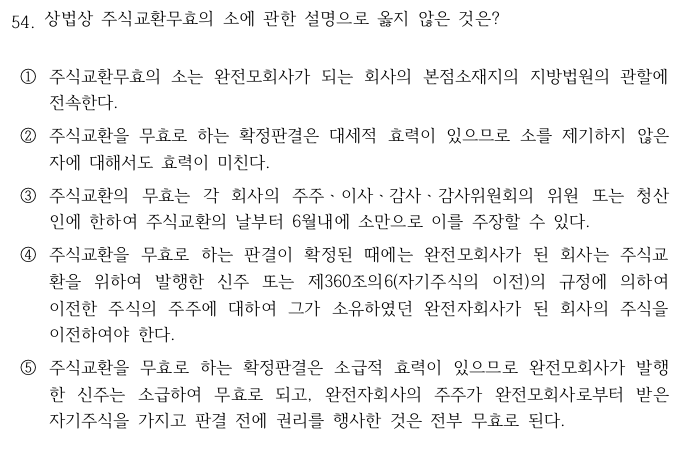 54. 상법상 주식교환무효의 소에 관한 설명으로 옳지 않은 것은?
① 주식교환무효의 소는 완전모회사가 되는 회사의 본점소재지의 지방법원의 관할에
전속한다.
② 주식교환을 무효로 하는 확정판결은 대세적 효력이 있으므로 소를 제기하지 않은
자에 대해서도 효력이 미친다.
③ 주식교환의 무효는 각 회사의 주주ㆍ이사ㆍ감사ㆍ감사위원회의 위원 또는 청산
인에 한하여 주식교환의 날부터 6월내에 소만으로 이를 주장할 수 있다.
④ 주식교환을 무효로 하는 판결이 확정된 때에는 완전모회사가 된 회사는 주식교
환을 위하여 발행한 신주 또는 제360조의6(자기주식의 이전)의 규정에 의하여
이전한 주식의 주주에 대하여 그가 소유하였던 완전자회사가 된 회사의 주식을
이전하여야 한다.
⑤ 주식교환을 무효로 하는 확정판결은 소급적 효력이 있으므로 완전모회사가 발행
한 신주는 소급하여 무효로 되고, 완전자회사의 주주가 완전모회사로부터 받은
자기주식을 가지고 판결 전에 권리를 행사한 것은 전부 무효로 된다.